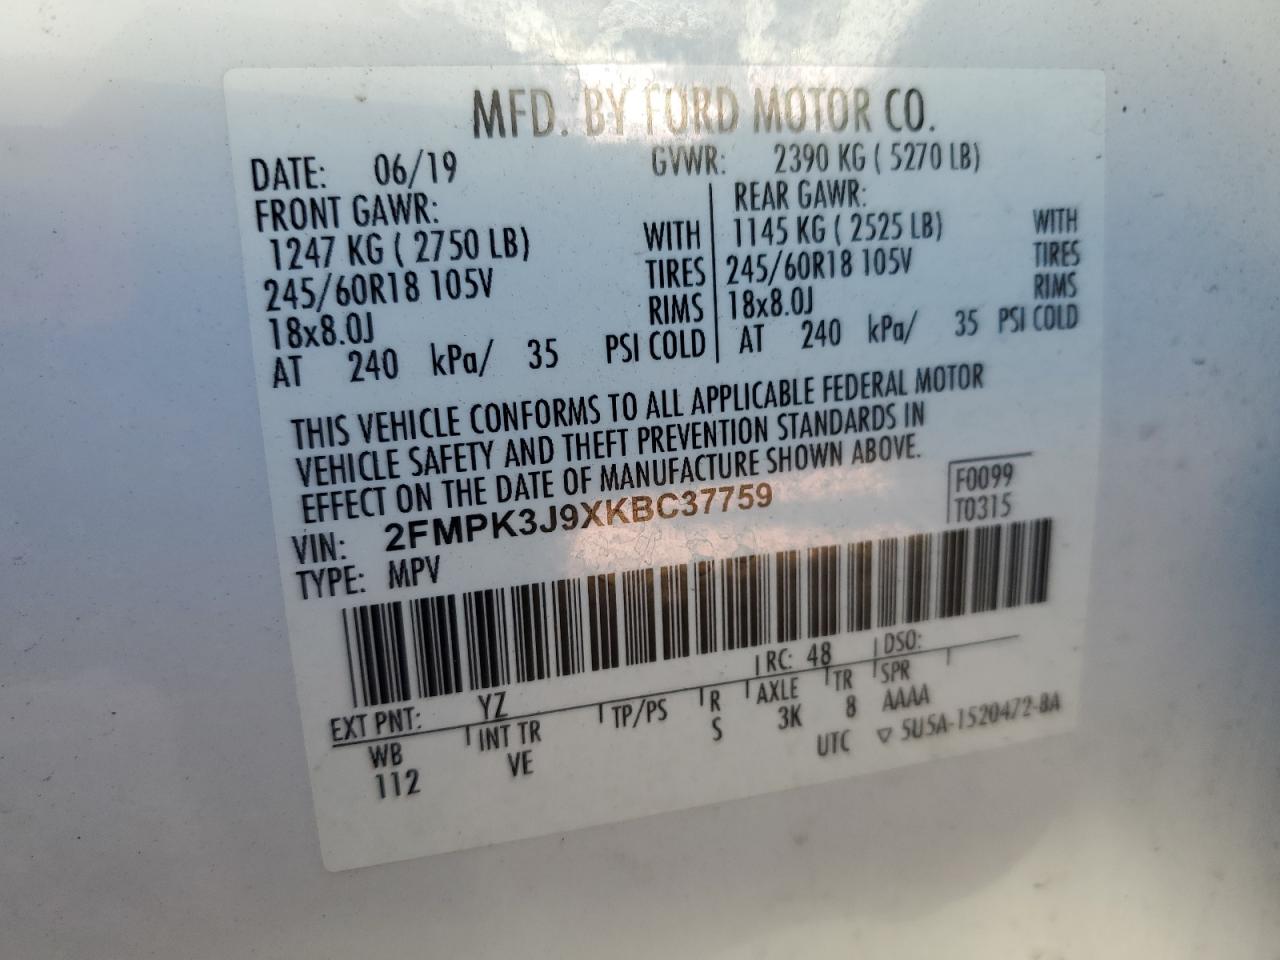 MFD. BY FORD MOTOR CO.
DATE: 06/19 GVWR: 2390 KG ( 5270 LB)
FRONT GAWR: REAR GAWR:
1247 KG ( 2750 LB) WITH 1145 KG ( 2525 LB) WITH
245/60R18 105V TIRES 245/60R18 105V TIRES
18x8.0J RIMS 18x8.0J RIMS
AT 240 kPa/ 35 PSI COLD AT 240 kPa/ 35 PSI COLD
THIS VEHICLE CONFORMS TO ALL APPLICABLE FEDERAL MOTOR
VEHICLE SAFETY AND THEFT PREVENTION STANDARDS IN
EFFECT ON THE DATE OF MANUFACTURE SHOWN ABOVE.
VIN: 2FMPK3J9XKBC37759 F0099
TYPE: MPV T0315
EXT PNT: YZ RC: 48 DSO:
WB INT TR TP/PS R AXLE TR SPR
112 VE S 3K 8 AAAA
UTC ▽ 5U5A-1520472-BA